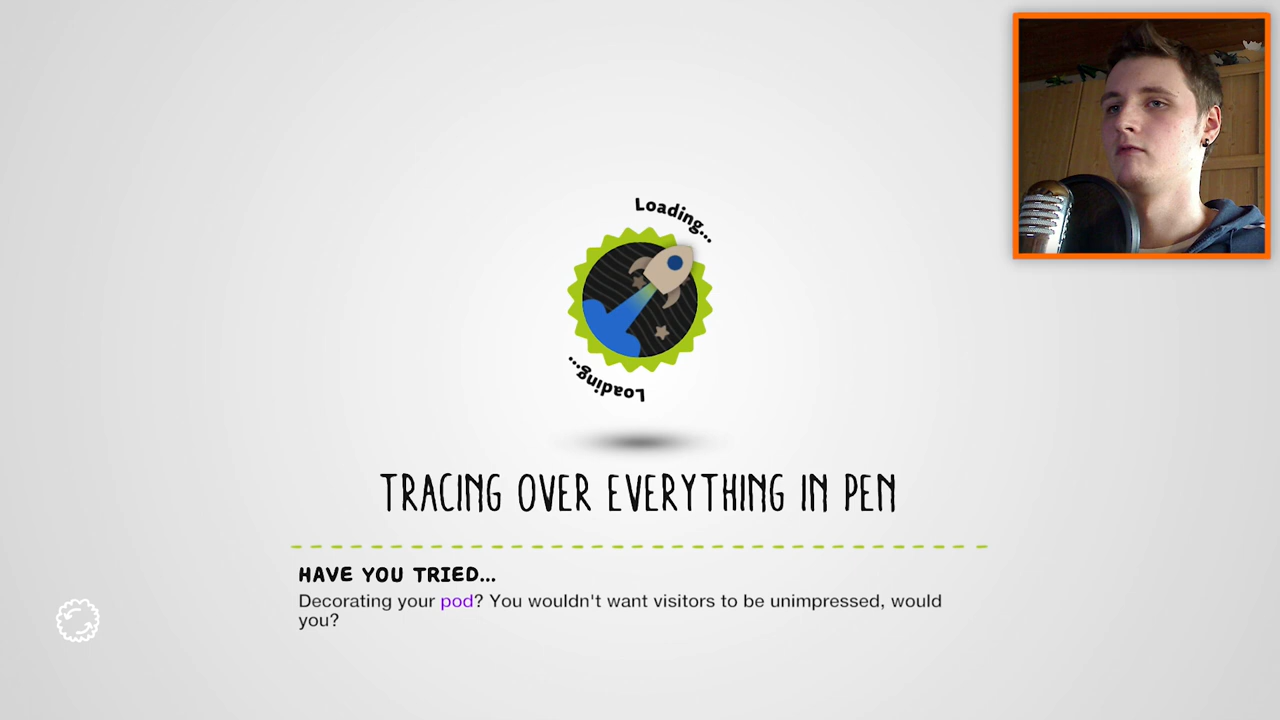 Loading...
Loading...
TRACING OVER EVERYTHING IN PEN
HAVE YOU TRIED...
Decorating your pod? You wouldn't want visitors to be unimpressed, would
you?